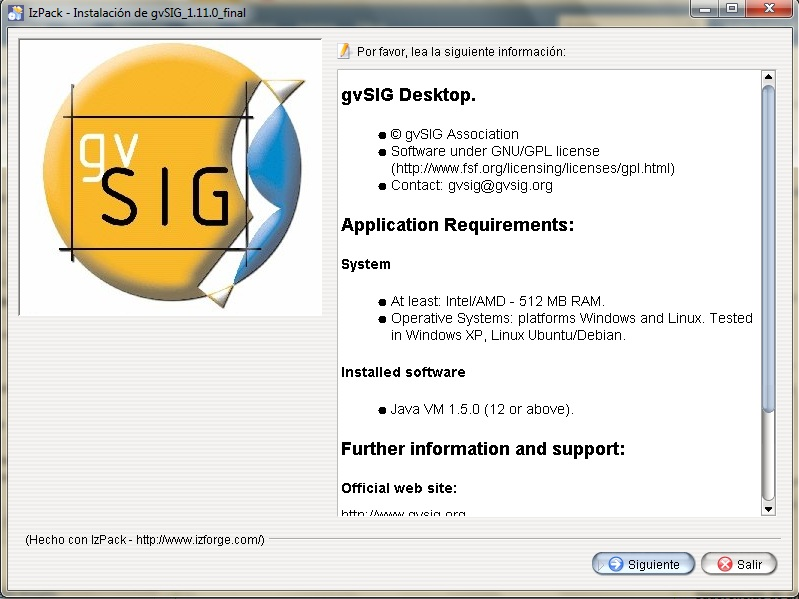 IzPack - Instalación de gvSIG_1.11.0_final
gv
SIG
Por favor, lea la siguiente información:
gvSIG Desktop.
© gvSIG Association
Software under GNU/GPL license
(http://www.fsf.org/licensing/licenses/gpl.html)
Contact: gvsig@gvsig.org
Application Requirements:
System
At least: Intel/AMD - 512 MB RAM.
Operative Systems: platforms Windows and Linux. Tested
in Windows XP, Linux Ubuntu/Debian.
Installed software
Java VM 1.5.0 (12 or above).
Further information and support:
Official web site:
http://www.gvsig.org
(Hecho con IzPack - http://www.izforge.com/)
Siguiente
Salir